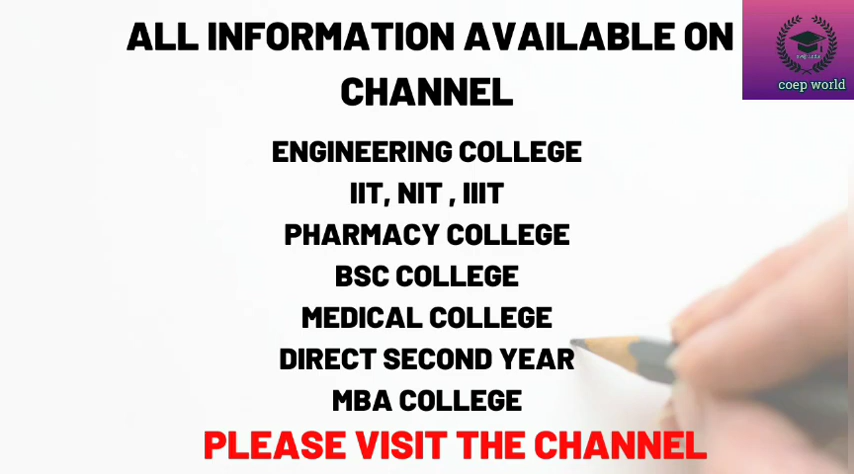 ALL INFORMATION AVAILABLE ON
CHANNEL
coep world
ENGINEERING COLLEGE
IIT, NIT , IIIT
PHARMACY COLLEGE
BSC COLLEGE
MEDICAL COLLEGE
DIRECT SECOND YEAR
MBA COLLEGE
PLEASE VISIT THE CHANNEL